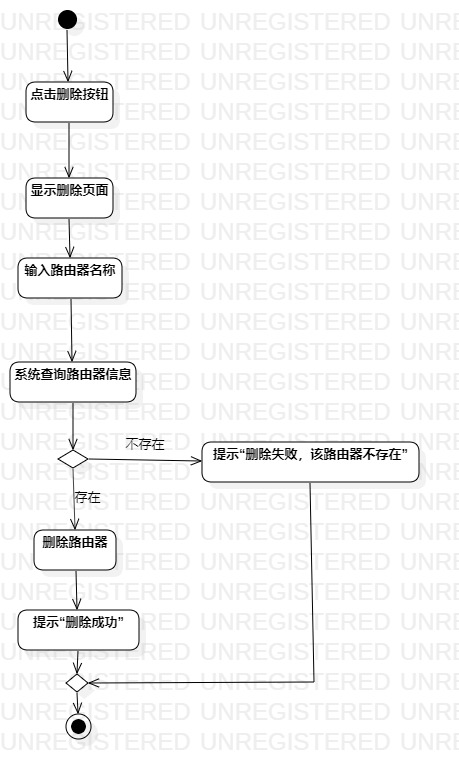 点击删除按钮
显示删除页面
输入路由器名称
系统查询路由器信息
不存在
提示“删除失败，该路由器不存在”
存在
删除路由器
提示“删除成功”
UNREGISTERED